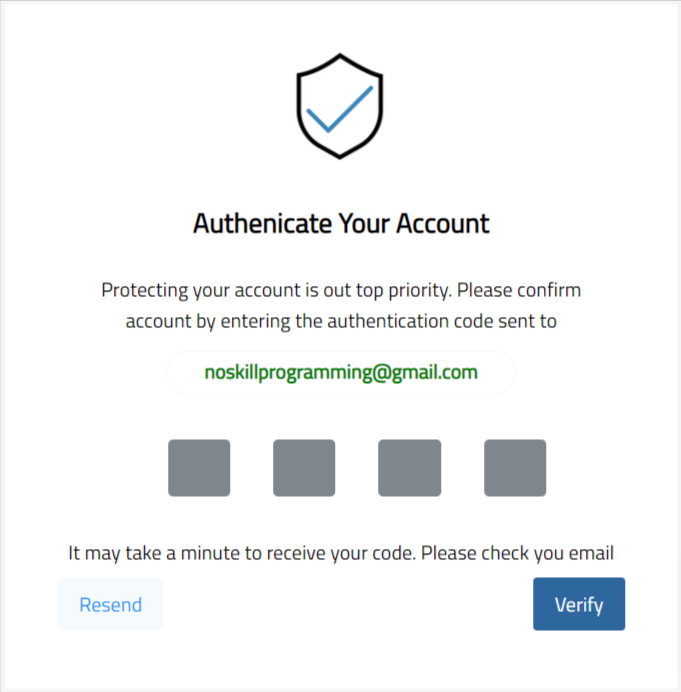 Authenicate Your Account
Protecting your account is out top priority. Please confirm
account by entering the authentication code sent to
noskillprogramming@gmail.com
It may take a minute to receive your code. Please check you email
Resend
Verify